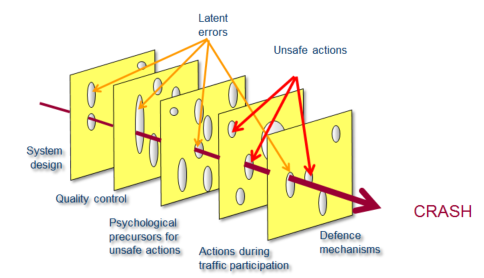 Latent
errors
Unsafe actions
System
design
Quality control
Psychological
precursors for
unsafe actions
Actions during
traffic participation
Defence
mechanisms
CRASH